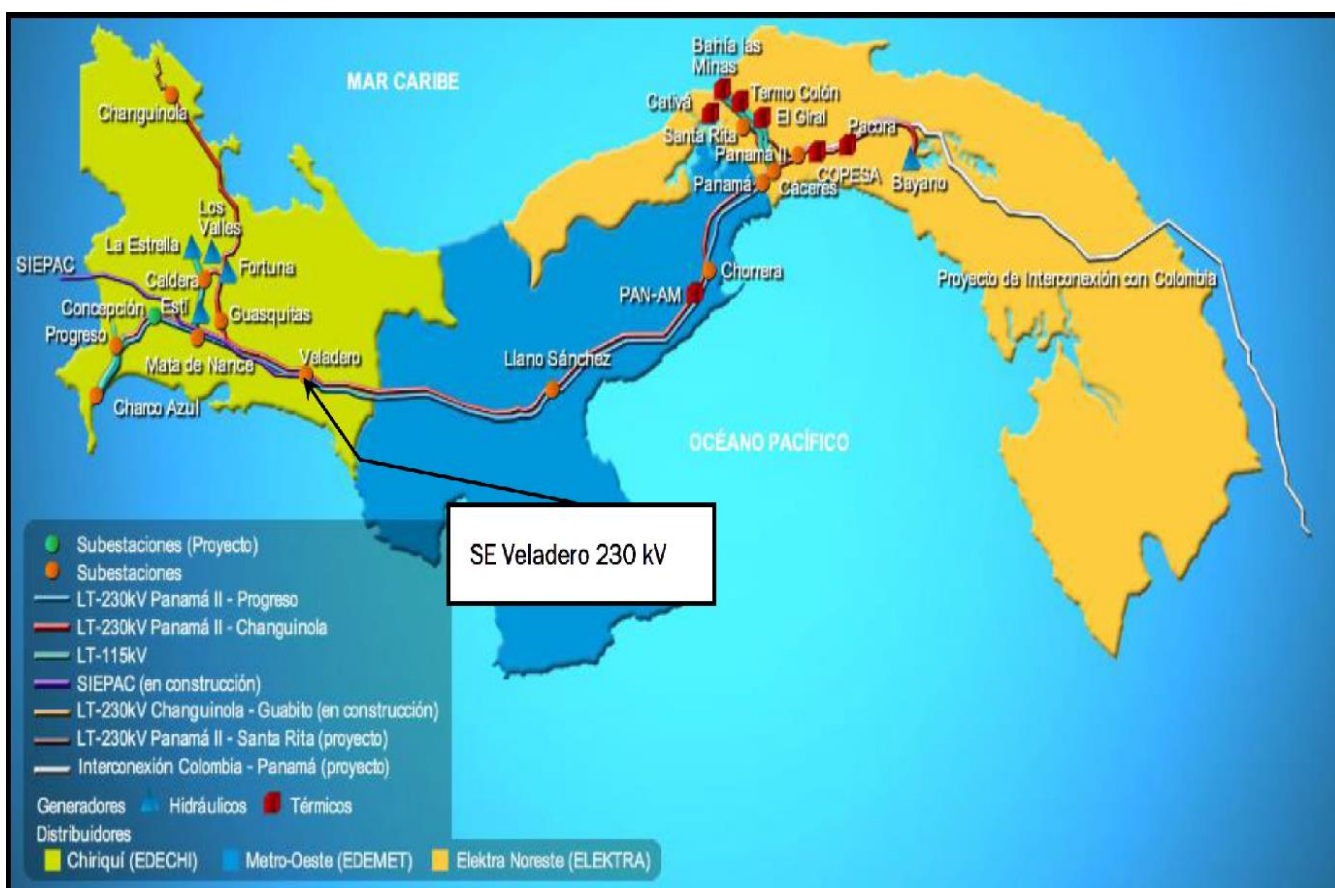 MAR CARIBE
Bahía las
Minas
Termo Colón
Cativá
El Giral
Santa Rita
Pacora
Panamá II
COPESA
Panamá
Cáceres
Bayano
Changuinola
Los
Valles
La Estrella
Fortuna
SIEPAC
Caldera
Concepción
Estí
Guasquitas
Progreso
Mata de Nance
Veladero
Charco Azul
Llano Sánchez
Chorrera
PAN-AM
Proyecto de Interconexión con Colombia
OCÉANO PACÍFICO
SE Veladero 230 kV
Subestaciones (Proyecto)
Subestaciones
LT-230kV Panamá II - Progreso
LT-230kV Panamá II - Changuinola
LT-115kV
SIEPAC (en construcción)
LT-230kV Changuinola - Guabito (en construcción)
LT-230kV Panamá II - Santa Rita (proyecto)
Interconexión Colombia - Panamá (proyecto)
Generadores Hidráulicos Térmicos
Distribuidores
Chiriquí (EDECHI) Metro-Oeste (EDEMET) Elektra Noreste (ELEKTRA)